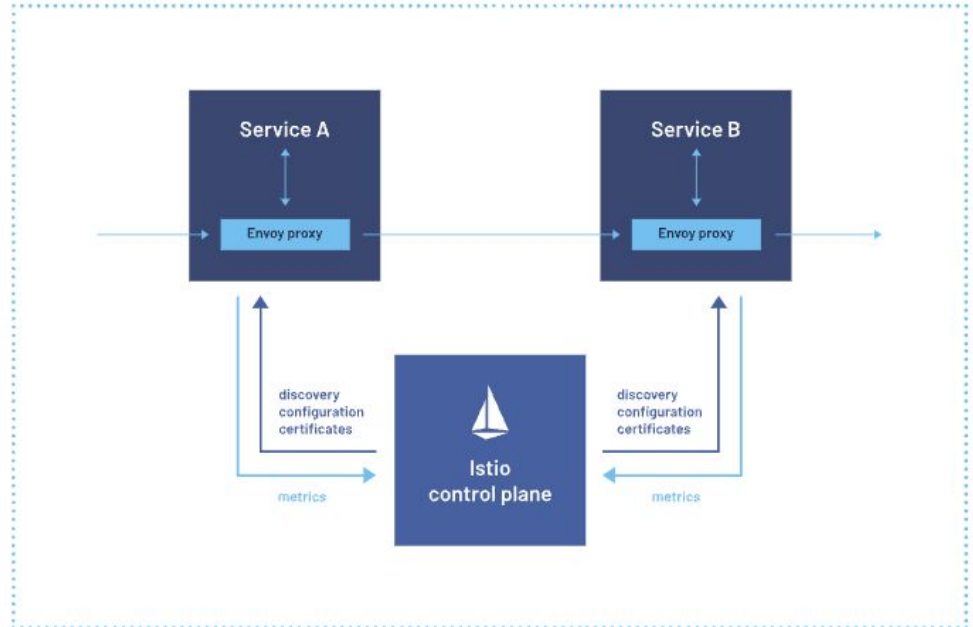 Service A
Envoy proxy
Service B
Envoy proxy
discovery
configuration
certificates
metrics
Istio
control plane
discovery
configuration
certificates
metrics